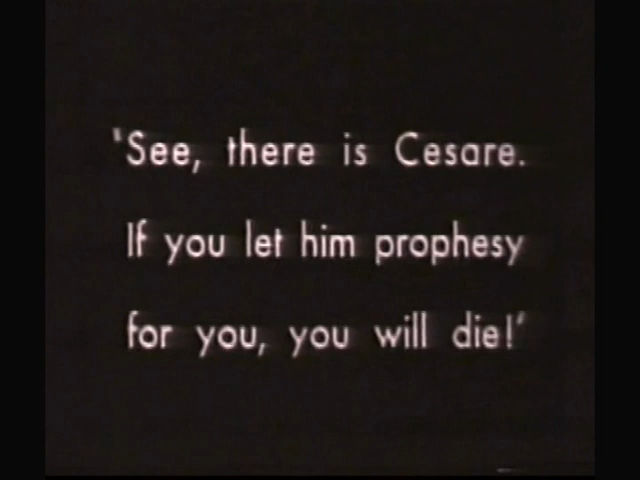 'See, there is Cesare.
If you let him prophesy
for you, you will die!'